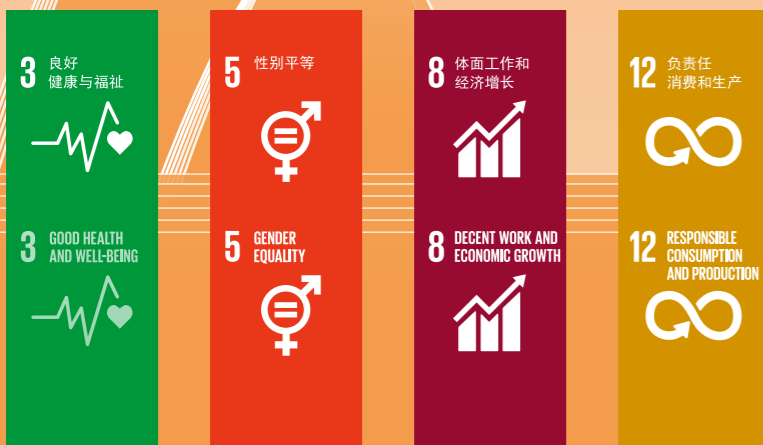 3 良好
健康与福祉
3 GOOD HEALTH
AND WELL-BEING
5 性别平等
5 GENDER
EQUALITY
8 体面工作和
经济增长
8 DECENT WORK AND
ECONOMIC GROWTH
12 负责任
消费和生产
12 RESPONSIBLE
CONSUMPTION
AND PRODUCTION